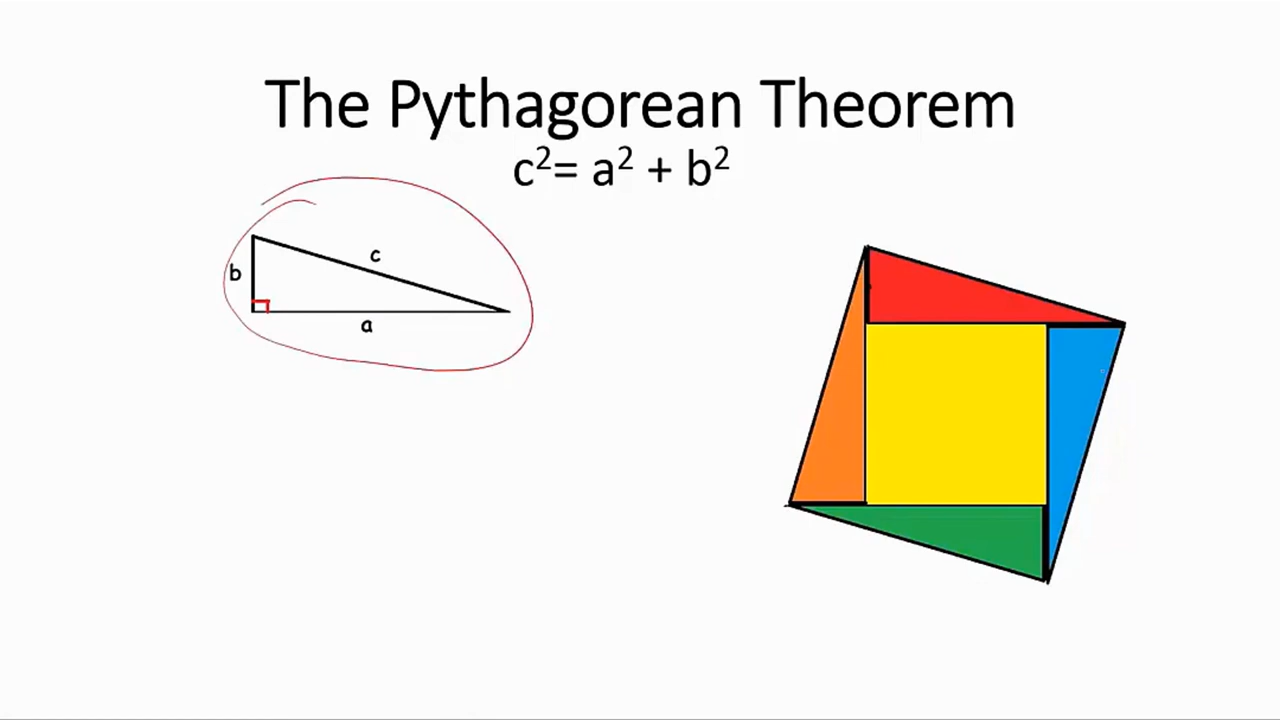 The Pythagorean Theorem
c²= a² + b²
c
b
a